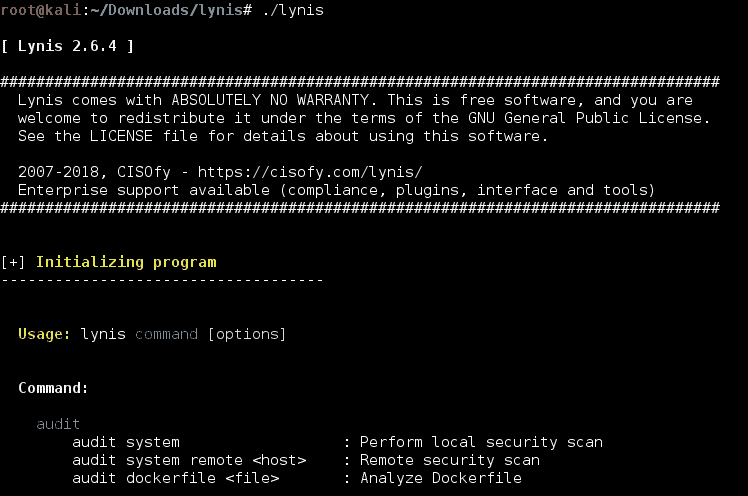 root@kali:~/Downloads/lynis# ./lynis
[ Lynis 2.6.4 ]
################################################################################
Lynis comes with ABSOLUTELY NO WARRANTY. This is free software, and you are
welcome to redistribute it under the terms of the GNU General Public License.
See the LICENSE file for details about using this software.
2007-2018, CISOfy - https://cisofy.com/lynis/
Enterprise support available (compliance, plugins, interface and tools)
################################################################################
[+] Initializing program
------------------------------------
Usage: lynis command [options]
Command:
audit
audit system : Perform local security scan
audit system remote <host> : Remote security scan
audit dockerfile <file> : Analyze Dockerfile